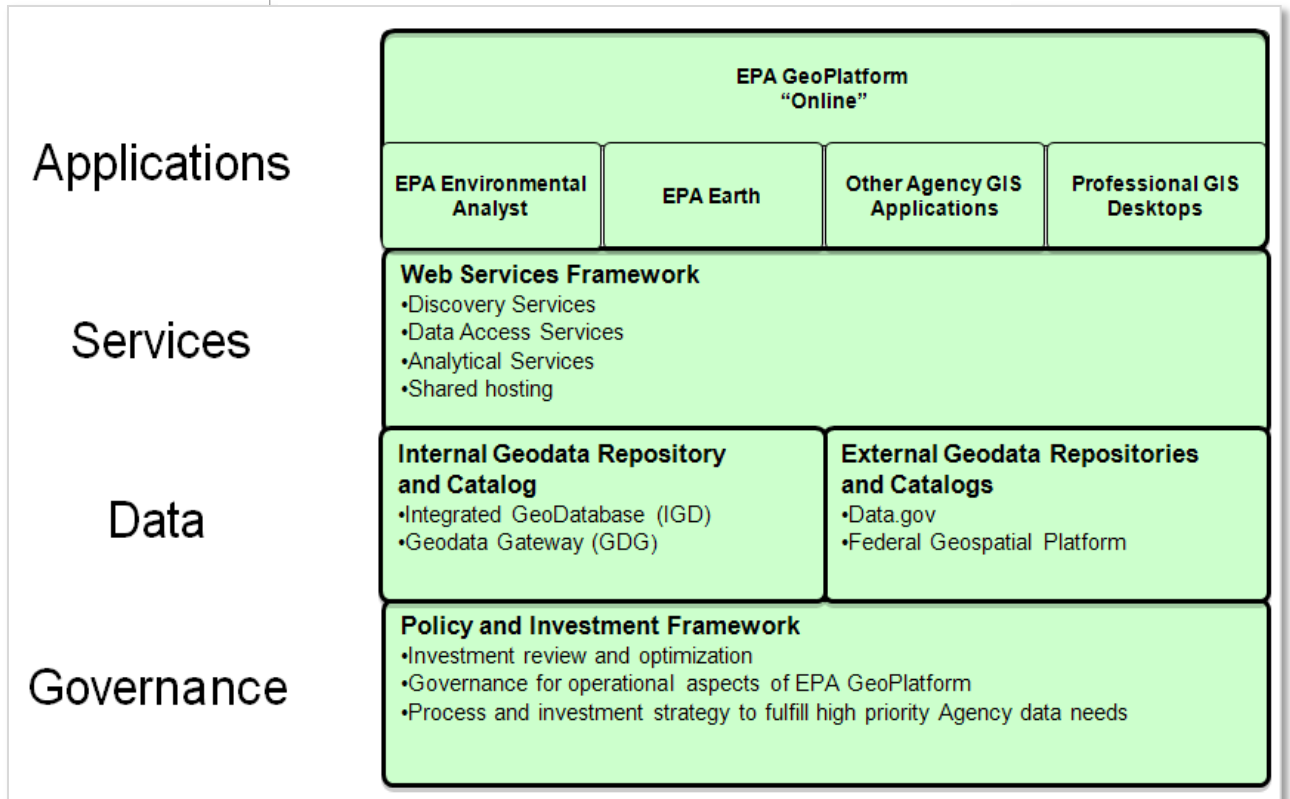 Applications
EPA GeoPlatform
“Online”
EPA Environmental
Analyst
EPA Earth
Other Agency GIS
Applications
Professional GIS
Desktops
Services
Web Services Framework
•Discovery Services
•Data Access Services
•Analytical Services
•Shared hosting
Data
Internal Geodata Repository
and Catalog
•Integrated GeoDatabase (IGD)
•Geodata Gateway (GDG)
External Geodata Repositories
and Catalogs
•Data.gov
•Federal Geospatial Platform
Governance
Policy and Investment Framework
•Investment review and optimization
•Governance for operational aspects of EPA GeoPlatform
•Process and investment strategy to fulfill high priority Agency data needs